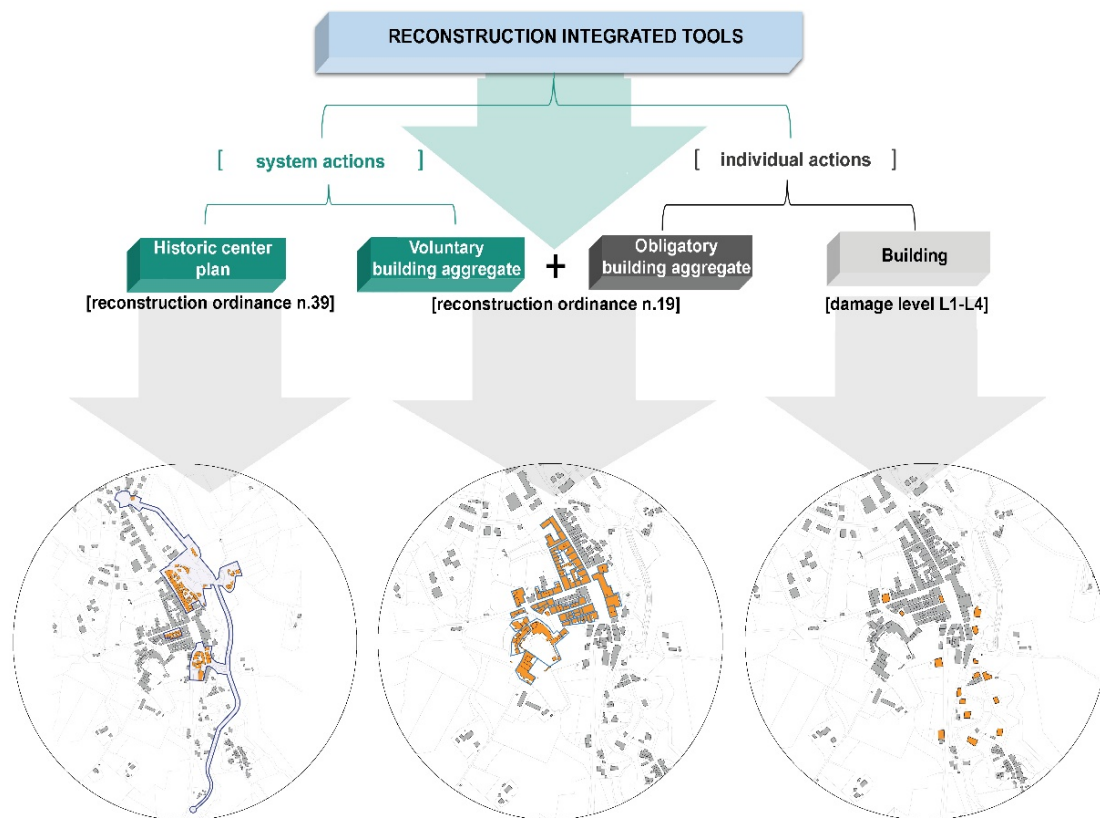 RECONSTRUCTION INTEGRATED TOOLS
[ system actions ]
[ individual actions ]
Historic center
plan
Voluntary
building aggregate
+
Obligatory
building aggregate
Building
[reconstruction ordinance n.39]
[reconstruction ordinance n.19]
[damage level L1-L4]